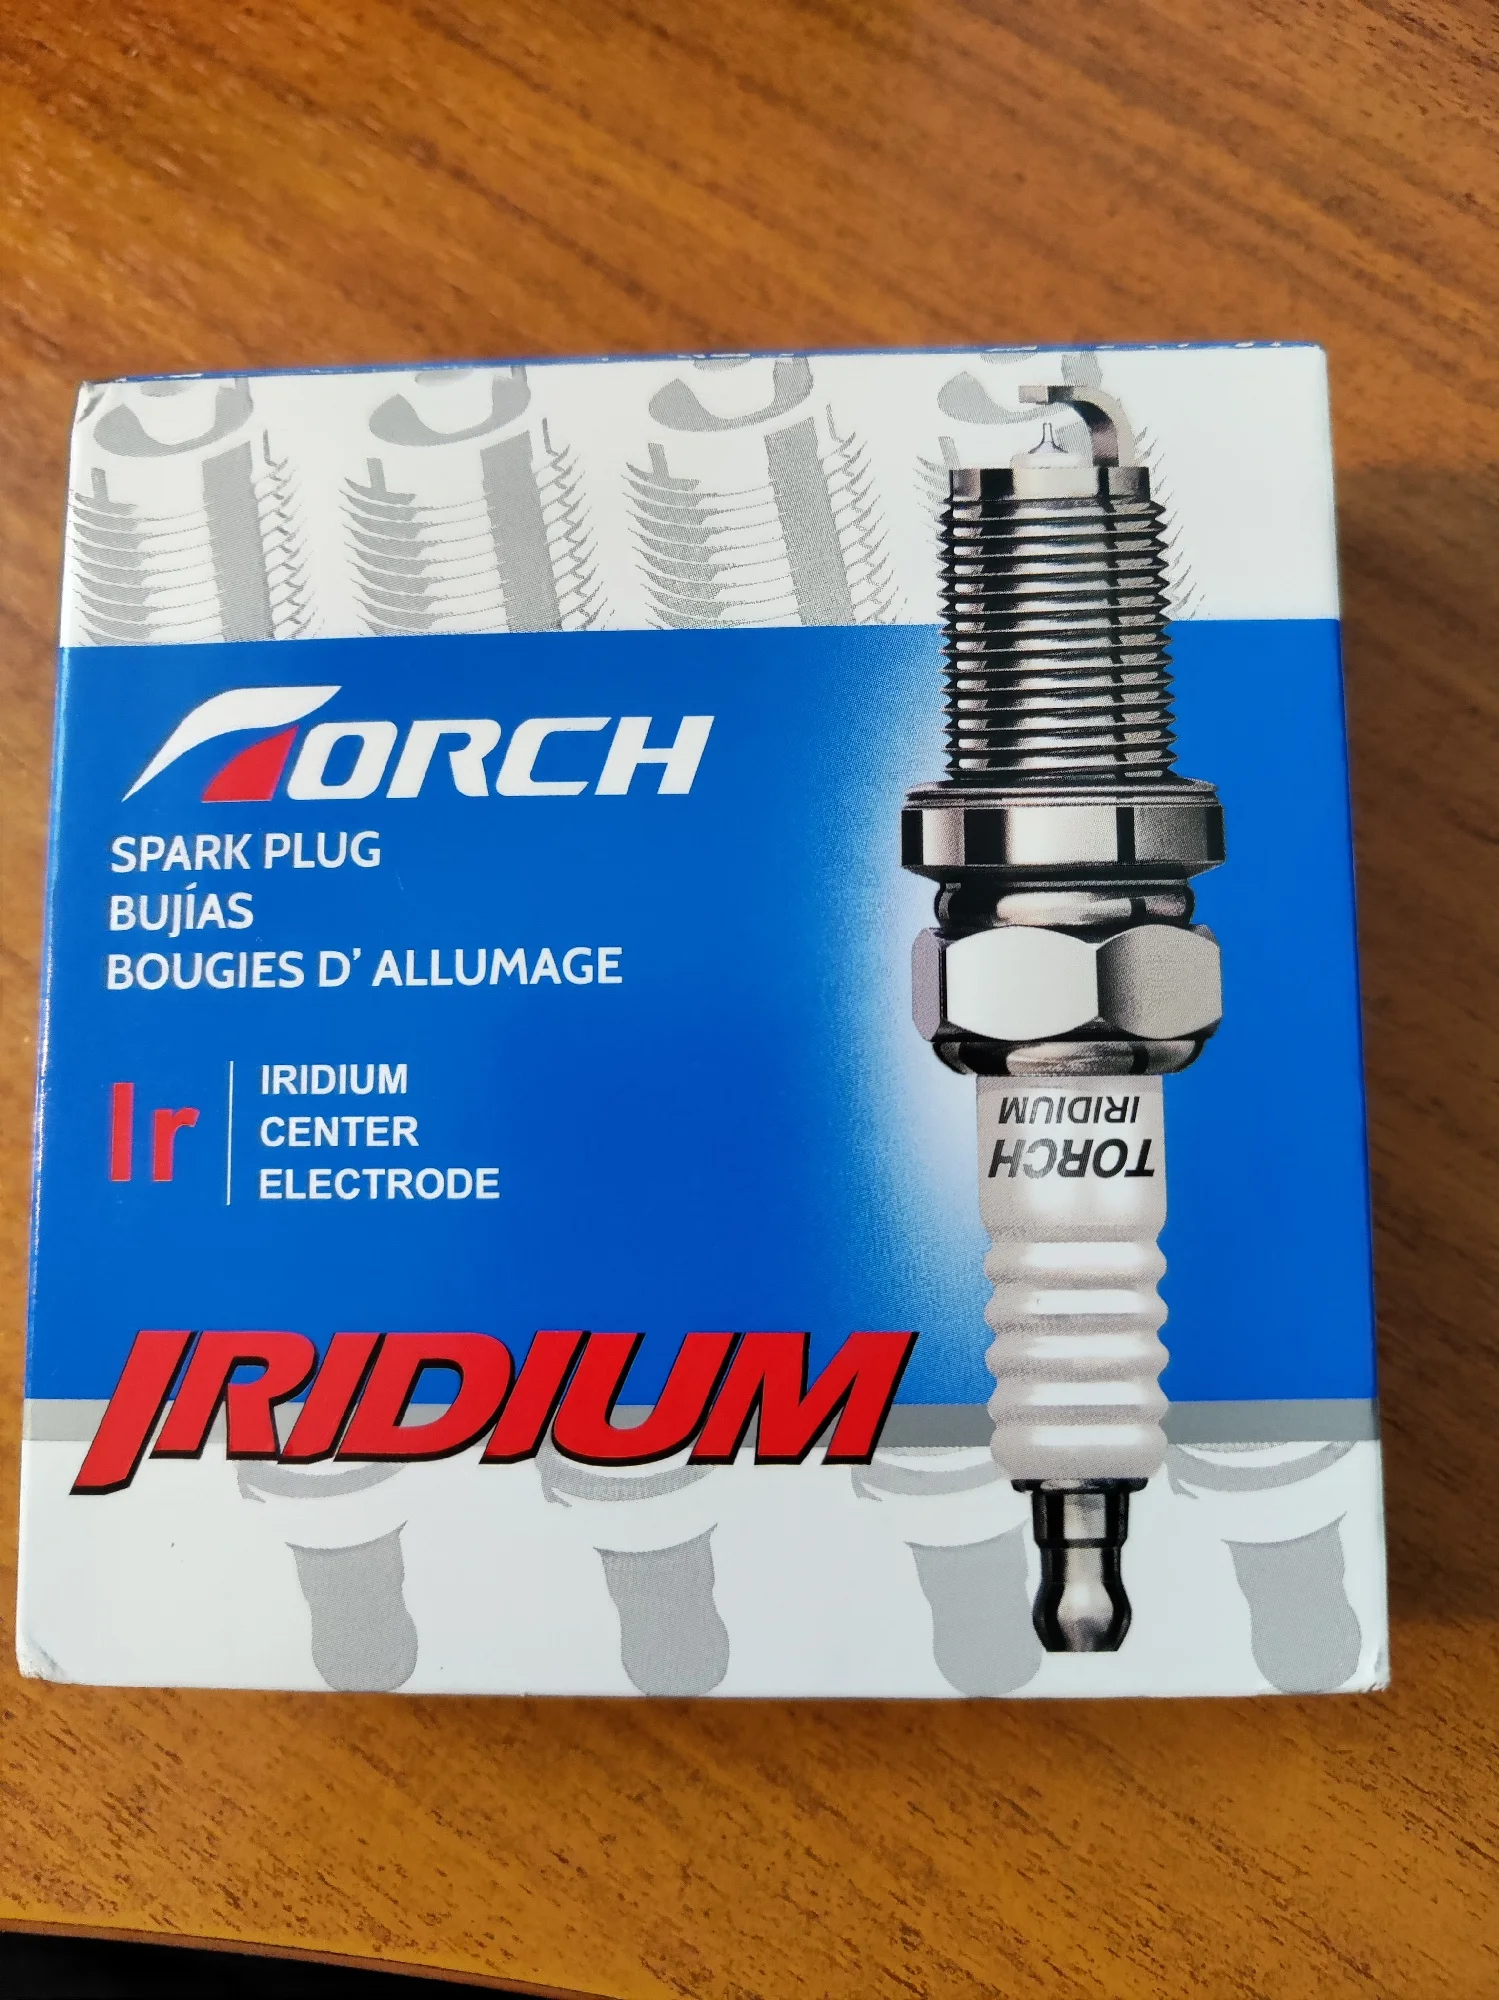 TORCH
SPARK PLUG
BUJÍAS
BOUGIES D' ALLUMAGE
Ir
IRIDIUM
CENTER
ELECTRODE
IRIDIUM
TORCH
IRIDIUM